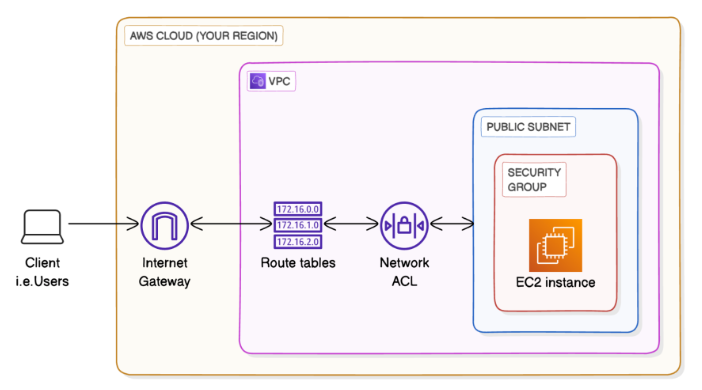 AWS CLOUD (YOUR REGION)
VPC
PUBLIC SUBNET
SECURITY
GROUP
172.16.0.0
172.16.1.0
172.16.2.0
Client
i.e.Users
Internet
Gateway
Route tables
Network
ACL
EC2 instance